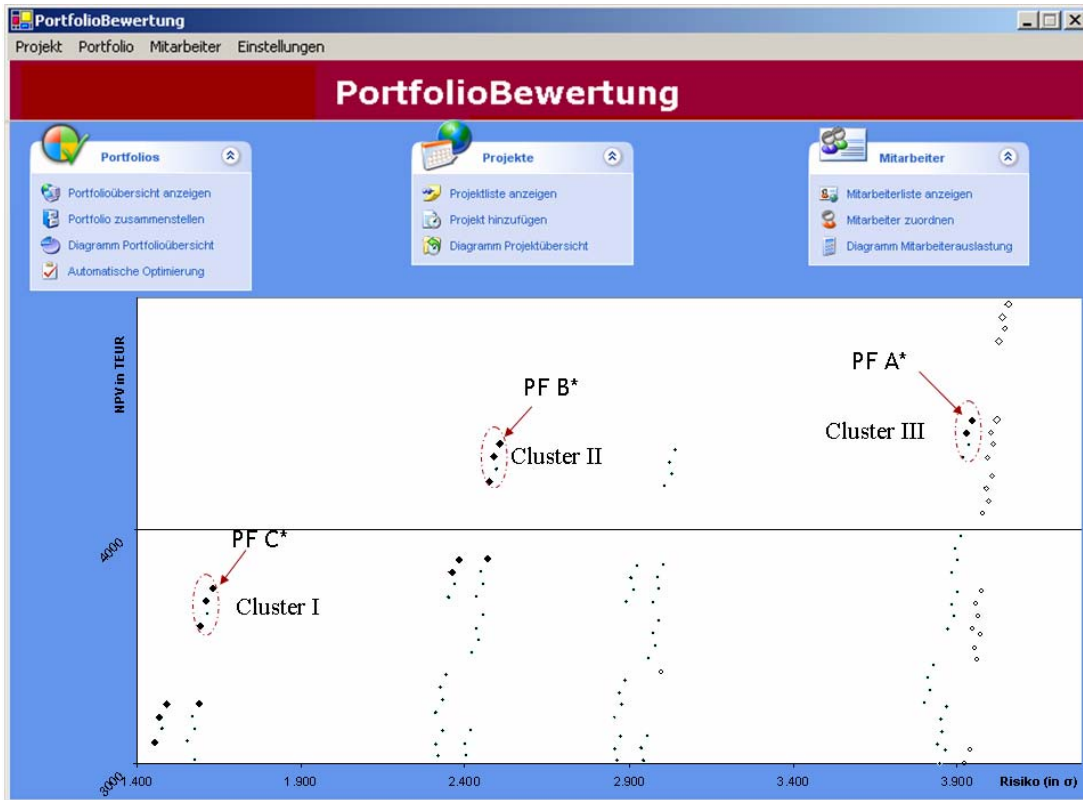 PortfolioBewertung
Projekt Portfolio Mitarbeiter Einstellungen
PortfolioBewertung
Portfolios
Portfolioübersicht anzeigen
Portfolio zusammenstellen
Diagramm Portfolioübersicht
Automatische Optimierung
Projekte
Projektliste anzeigen
Projekt hinzufügen
Diagramm Projektübersicht
Mitarbeiter
Mitarbeiterliste anzeigen
Mitarbeiter zuordnen
Diagramm Mitarbeiterauslastung
NPV in TEUR
PF A*
PF B*
Cluster III
Cluster II
4000
PF C*
Cluster I
3000
1.400 1.900 2.400 2.900 3.400 3.900 Risiko (in σ)